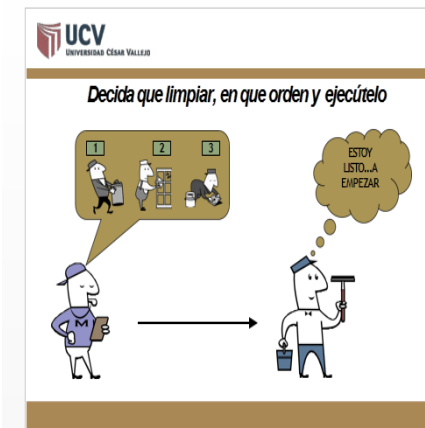 UCV
UNIVERSIDAD CÉSAR VALLEJO
Decida que limpiar, en que orden y ejecútelo
1 2 3
ESTOY
LISTO...A
EMPEZAR
M